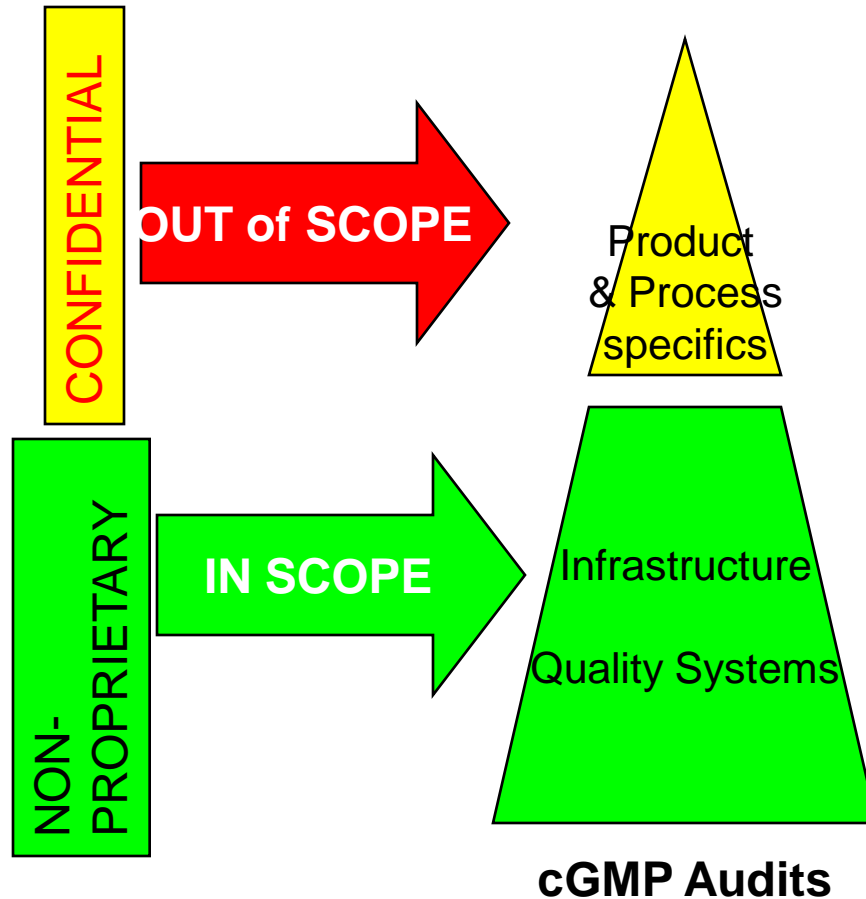 CONFIDENTIAL
OUT of SCOPE
Product
& Process
specifics
NON-
PROPRIETARY
IN SCOPE
Infrastructure
Quality Systems
cGMP Audits